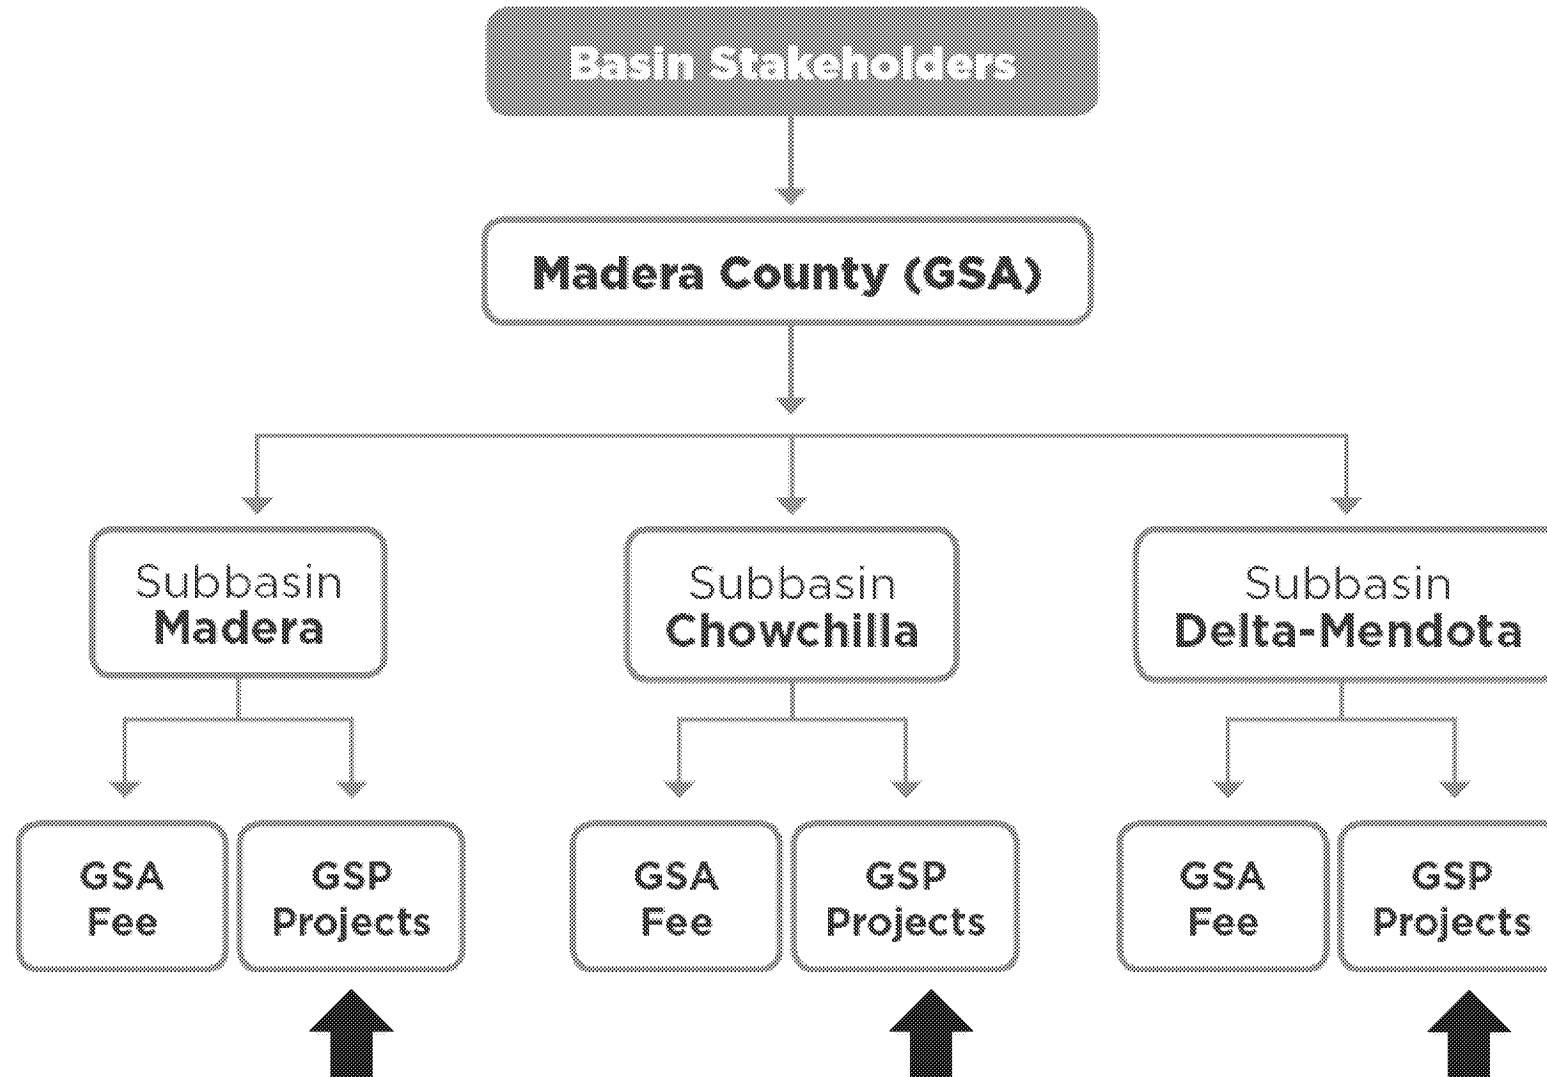 Basin Stakeholders
Madera County (GSA)
Subbasin
Madera
Subbasin
Chowchilla
Subbasin
Delta-Mendota
GSA
Fee
GSP
Projects
GSA
Fee
GSP
Projects
GSA
Fee
GSP
Projects